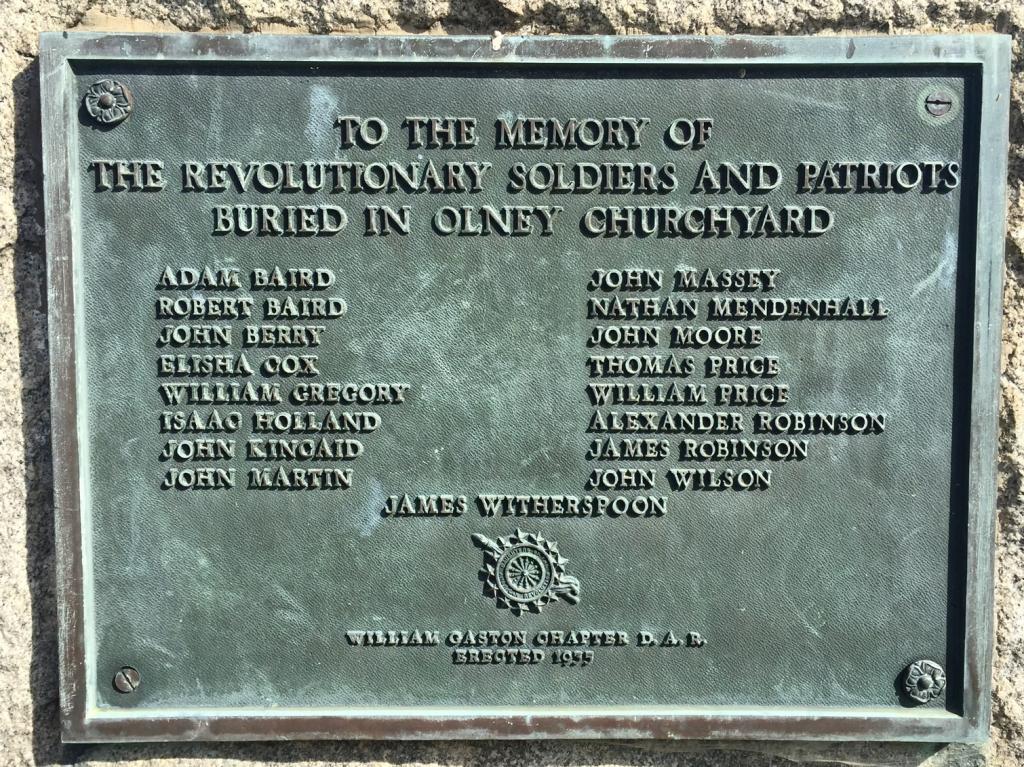 TO THE MEMORY OF
THE REVOLUTIONARY SOLDIERS AND PATRIOTS
BURIED IN OLNEY CHURCHYARD
ADAM BAIRD
ROBERT BAIRD
JOHN BERRY
ELISHA COX
WILLIAM GREGORY
ISAAC HOLLAND
JOHN KINCAID
JOHN MARTIN
JOHN MASSEY
NATHAN MENDENHALL
JOHN MOORE
THOMAS PRICE
WILLIAM PRICE
ALEXANDER ROBINSON
JAMES ROBINSON
JOHN WILSON
JAMES WITHERSPOON
WILLIAM GASTON CHAPTER D. A. R.
ERECTED 1935